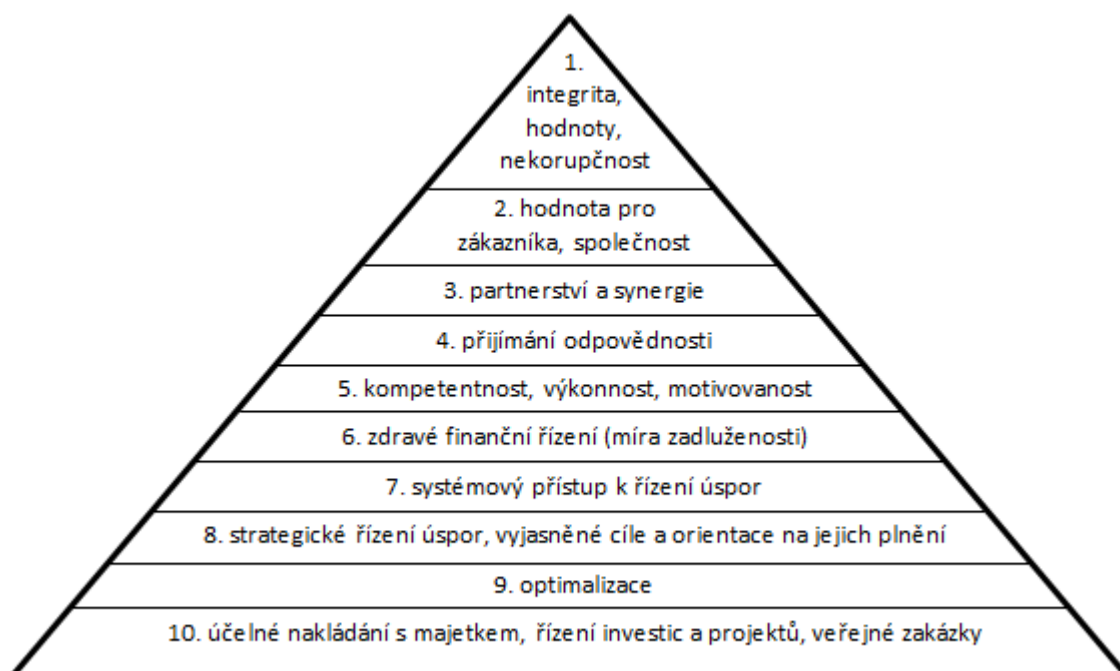 1.
integrita,
hodnoty,
nekorupčnost
2. hodnota pro
zákazníka, společnost
3. partnerství a synergie
4. přijímání odpovědnosti
5. kompetentnost, výkonnost, motivovanost
6. zdravé finanční řízení (míra zadluženosti)
7. systémový přístup k řízení úspor
8. strategické řízení úspor, vyjasněné cíle a orientace na jejich plnění
9. optimalizace
10. účelné nakládání s majetkem, řízení investic a projektů, veřejné zakázky